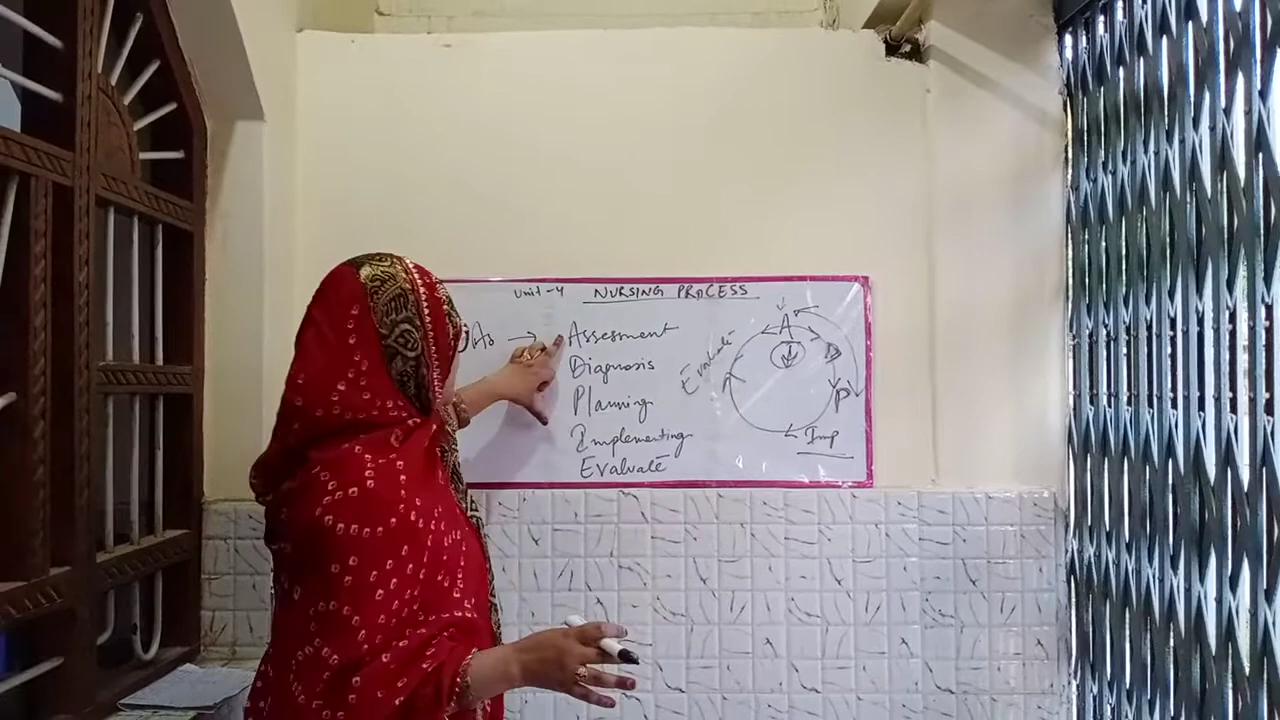 Unit-4 NURSING PROCESS
As → Assesment
Diagnosis
Planning
Implementing
Evaluate
A
D
P
Imp
Evaluate